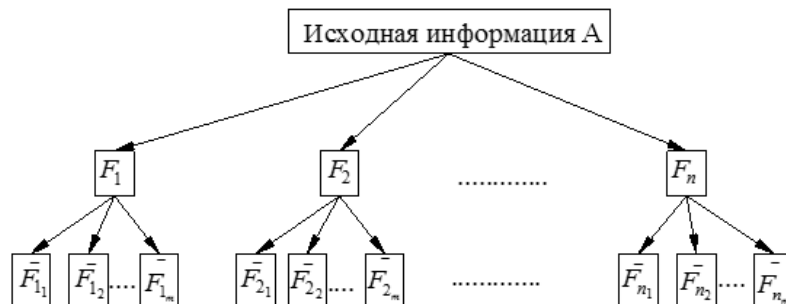 Исходная информация А
F₁ F₂ ............. Fₙ
F̄₁₁ F̄₁₂ .... F̄₁ₘ F̄₂₁ F̄₂₂ .... F̄₂ₘ ............. F̄ₙ₁ F̄ₙ₂ ....